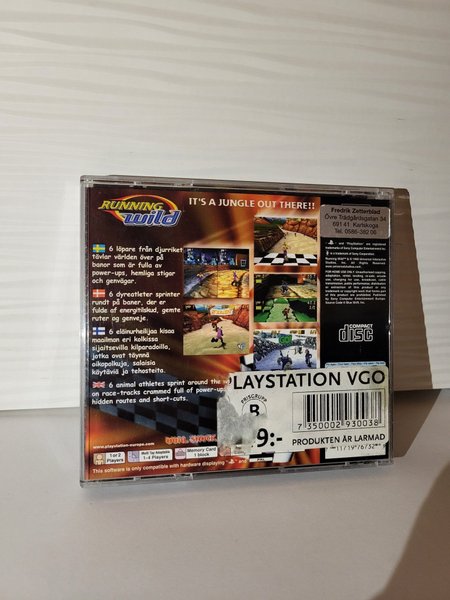 RUNNING
wild
IT'S A JUNGLE OUT THERE!!
Fredrik Zetterblad
Övre Trädgårdsgatan 34
691 41 Karlskoga
Tel. 0586-382 06
6 löpare från djurriket
tävlar världen över på
banor som är fulla av
power-ups, hemliga stigar
och genvägar.
6 dyreatleter sprinter
rundt på baner, der er
fulde af energitilskud, gemte
ruter og genveje.
6 eläinurheilijaa kisaa
maailman eri kolkissa
sijaitsevilla kilparadoilla,
jotka ovat täynnä
oikopolkuja, salaisia
käytäviä ja tehosteita.
6 animal athletes sprint around the
on race-tracks crammed full of power-
hidden routes and short-cuts.
COMPACT
disc
LAYSTATION VGO
PRISGRUPP
B
9:-
7 350002 930038
PRODUKTEN ÄR LARMAD
www.playstation-europe.com
1 or 2
Players
1-4 Players
Memory Card
1 block
This software is only compatible with hardware displaying